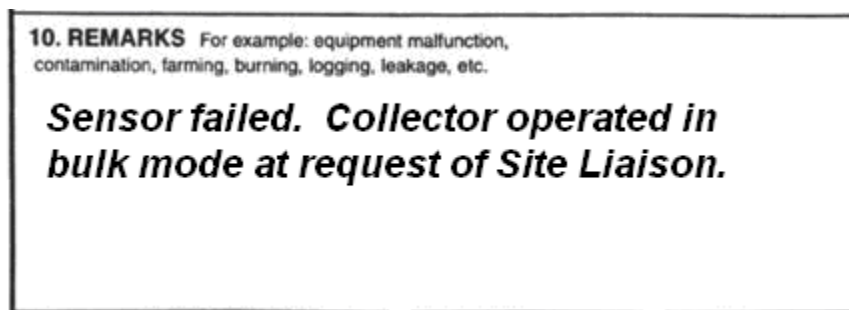 10. REMARKS For example: equipment malfunction,
contamination, farming, burning, logging, leakage, etc.
Sensor failed. Collector operated in
bulk mode at request of Site Liaison.